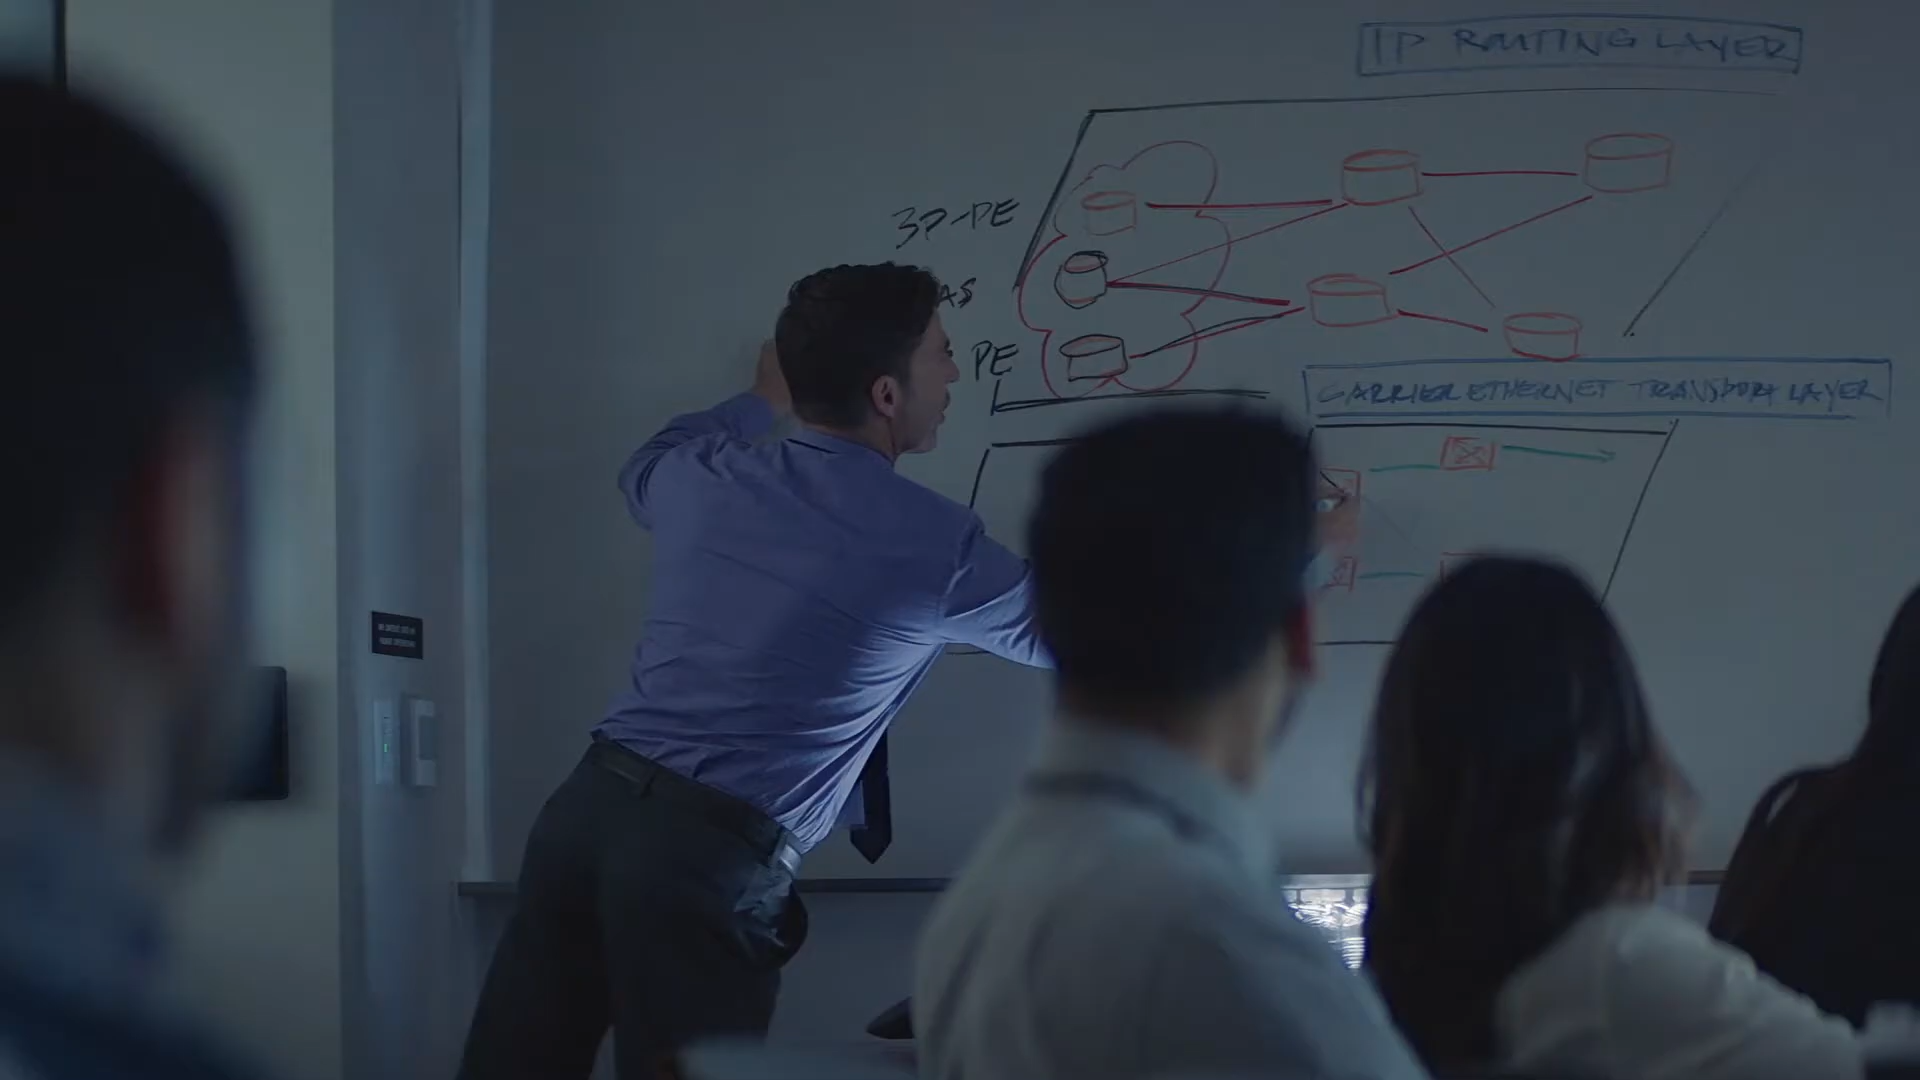 IP ROUTING LAYER
3P-PE
AS
PE
CARRIER ETHERNET TRANSPORT LAYER